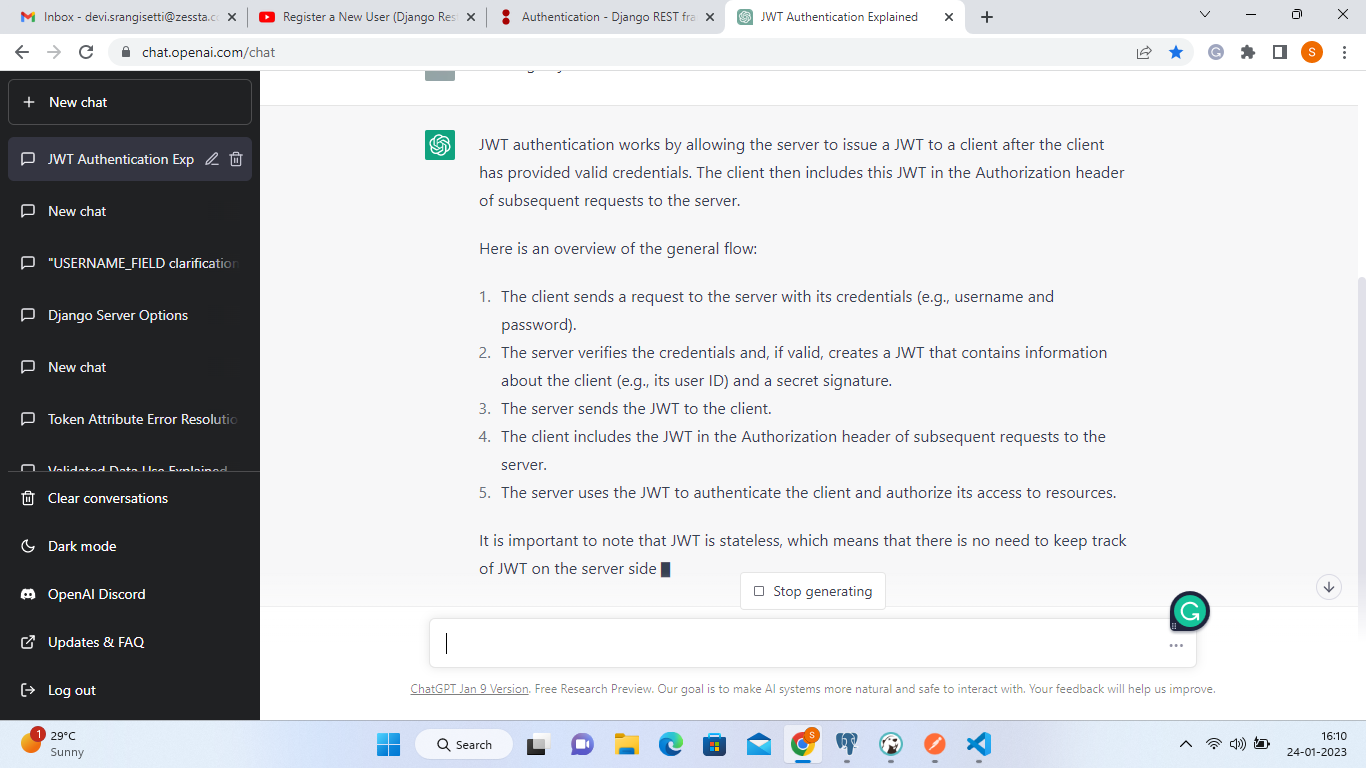 Inbox - devi.srangisetti@zessta.c
Register a New User (Django Res
Authentication - Django REST fra
JWT Authentication Explained
chat.openai.com/chat
S
New chat
JWT Authentication Exp
New chat
"USERNAME_FIELD clarification
Django Server Options
New chat
Token Attribute Error Resolutio
Validated Data Use Explained
Clear conversations
Dark mode
OpenAI Discord
Updates & FAQ
Log out
JWT authentication works by allowing the server to issue a JWT to a client after the client
has provided valid credentials. The client then includes this JWT in the Authorization header
of subsequent requests to the server.
Here is an overview of the general flow:
1. The client sends a request to the server with its credentials (e.g., username and
password).
2. The server verifies the credentials and, if valid, creates a JWT that contains information
about the client (e.g., its user ID) and a secret signature.
3. The server sends the JWT to the client.
4. The client includes the JWT in the Authorization header of subsequent requests to the
server.
5. The server uses the JWT to authenticate the client and authorize its access to resources.
It is important to note that JWT is stateless, which means that there is no need to keep track
of JWT on the server side
Stop generating
ChatGPT Jan 9 Version. Free Research Preview. Our goal is to make AI systems more natural and safe to interact with. Your feedback will help us improve.
1
29°C
Sunny
Search
S
16:10
24-01-2023